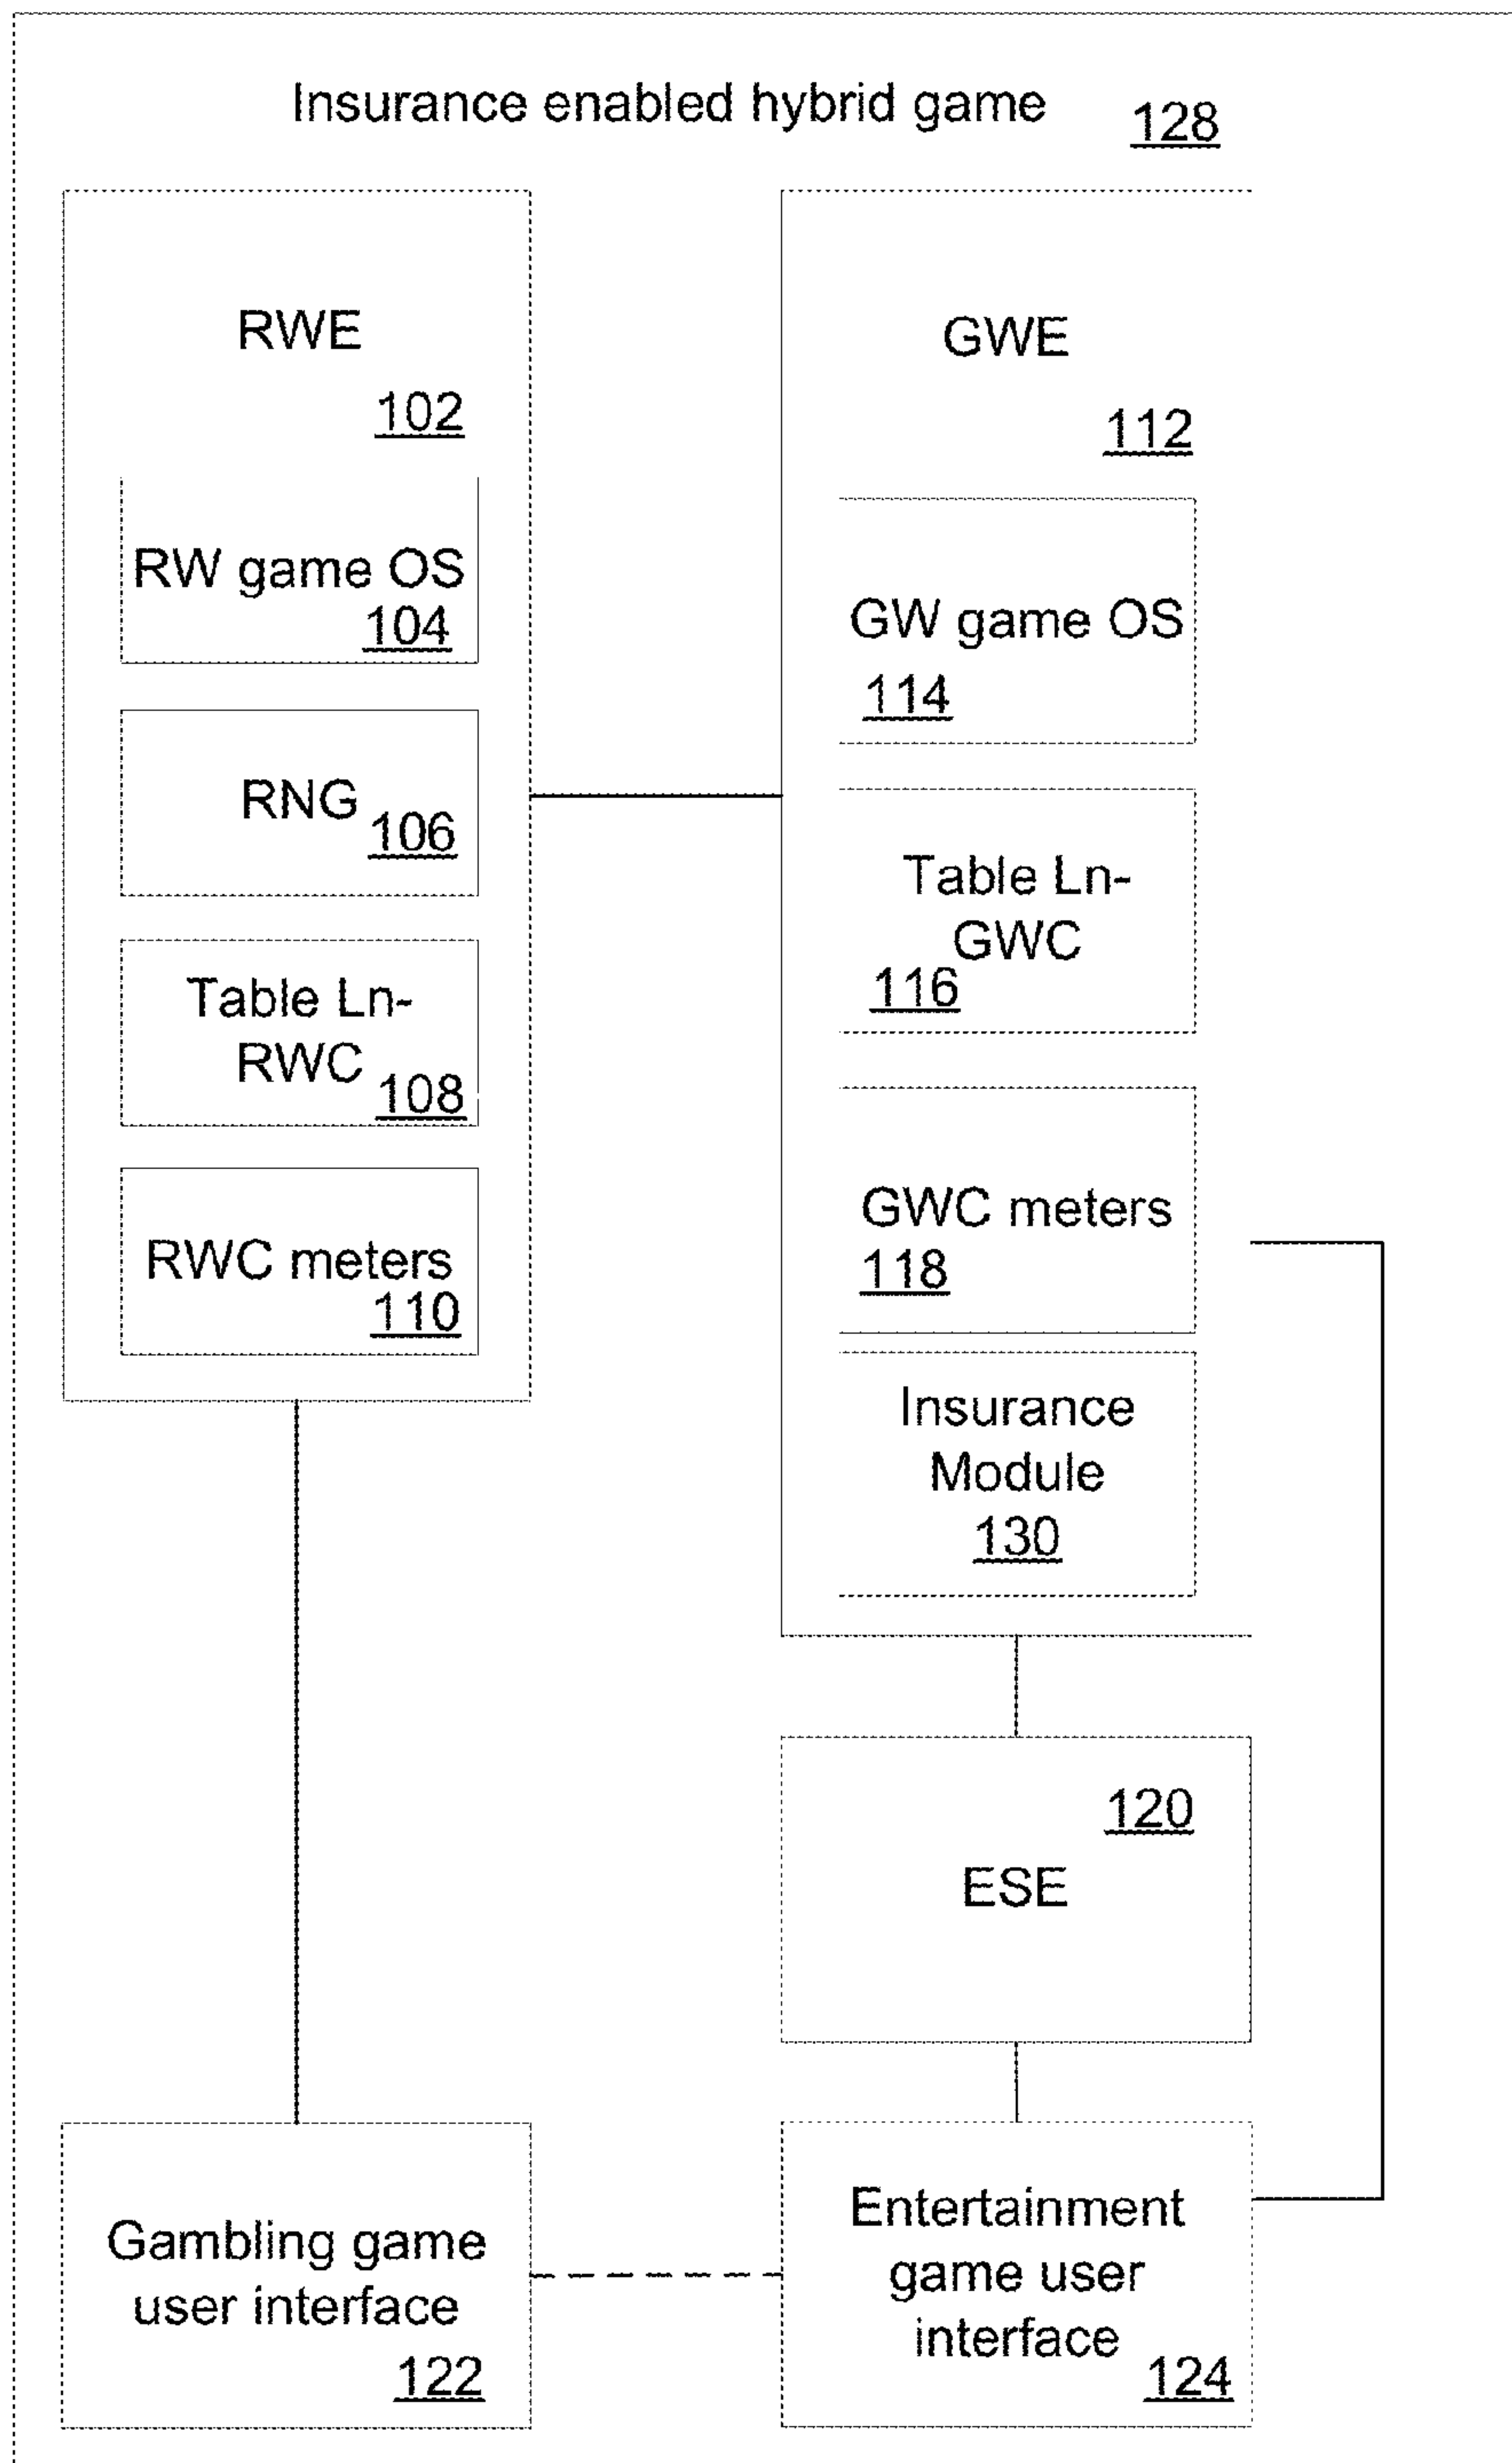 Insurance enabled hybrid game
128
RWE
102
RW game OS
104
RNG
106
Table Ln-
RWC
108
RWC meters
110
GWE
112
GW game OS
114
Table Ln-
GWC
116
GWC meters
118
Insurance
Module
130
120
ESE
Gambling game
user interface
122
Entertainment
game user
interface
124